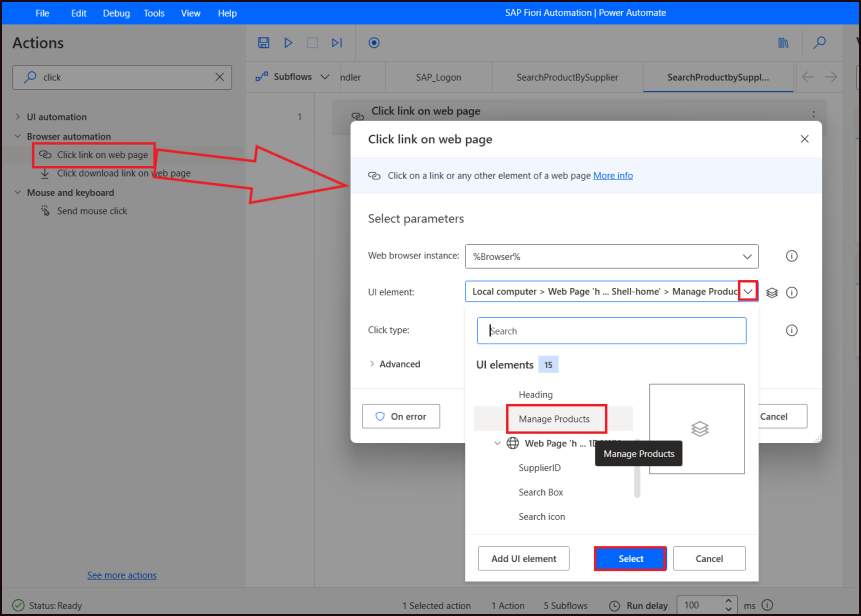 File Edit Debug Tools View Help
SAP Fiori Automation | Power Automate
Actions
click
UI automation
Browser automation
Click link on web page
Click download link on web page
Mouse and keyboard
Send mouse click
See more actions
Subflows
ndler
SAP_Logon
SearchProductBySupplier
SearchProductbySuppl...
1
Click link on web page
Click link on web page
Click on a link or any other element of a web page More info
Select parameters
Web browser instance:
%Browser%
UI element:
Local computer > Web Page 'h ... Shell-home' > Manage Produc
Click type:
Search
Advanced
UI elements 15
Heading
Manage Products
Web Page 'h ...
Manage Products
SupplierID
Search Box
Search icon
On error
Cancel
Add UI element
Select
Cancel
Status: Ready
1 Selected action
1 Action
5 Subflows
Run delay
100
ms